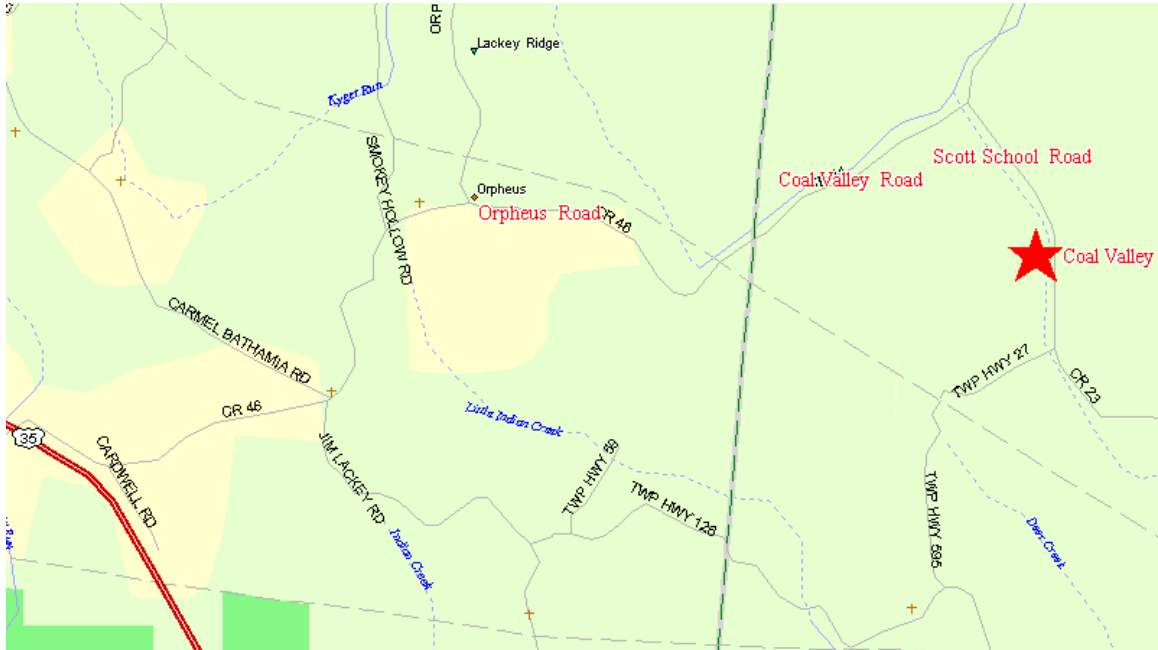 ORP
Lackey Ridge
Kyger Run
SMOKEY HOLLOW RD
Scott School Road
Coal Valley Road
Orpheus
Orpheus Road
CR 46
Coal Valley
CARMEL BATHAMIA RD
TWP HWY 27
CR 23
CR 46
Little Indian Creek
35
CARDWELL RD
JIM LACKEY RD
TWP HWY 59
TWP HWY 126
TWP HWY 595
Indian Creek
Deer Creek
Run